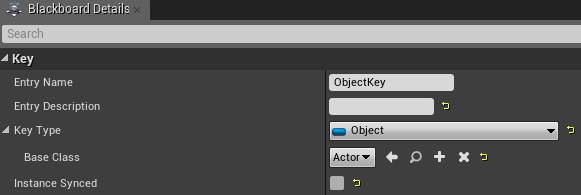 Blackboard Details
Search
Key
Entry Name ObjectKey
Entry Description
Key Type Object
Base Class Actor
Instance Synced